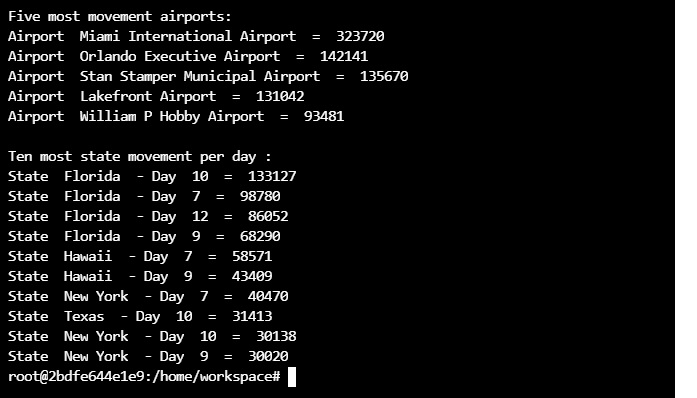 Five most movement airports:
Airport  Miami International Airport  =  323720
Airport  Orlando Executive Airport  =  142141
Airport  Stan Stamper Municipal Airport  =  135670
Airport  Lakefront Airport  =  131042
Airport  William P Hobby Airport  =  93481

Ten most state movement per day :
State  Florida  - Day  10  =  133127
State  Florida  - Day  7  =  98780
State  Florida  - Day  12  =  86052
State  Florida  - Day  9  =  68290
State  Hawaii  - Day  7  =  58571
State  Hawaii  - Day  9  =  43409
State  New York  - Day  7  =  40470
State  Texas  - Day  10  =  31413
State  New York  - Day  10  =  30138
State  New York  - Day  9  =  30020
root@2bdfe644e1e9:/home/workspace#